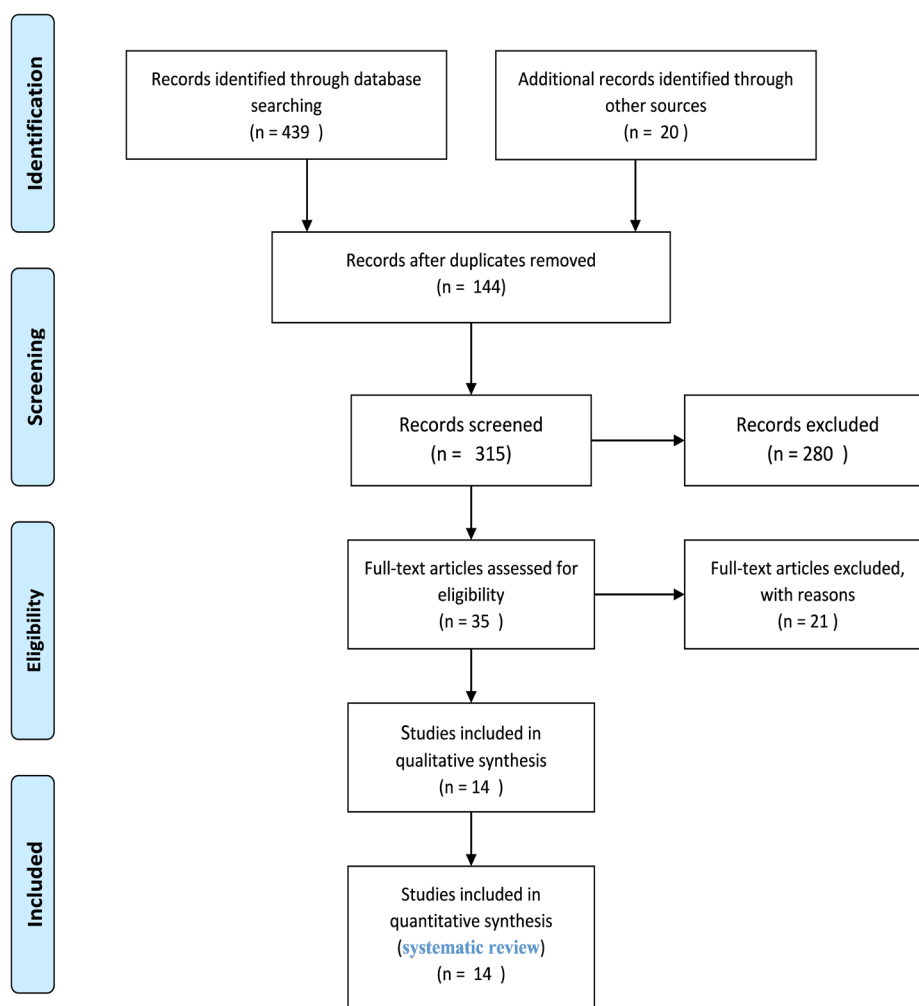 Identification
Records identified through database
searching
(n = 439 )
Additional records identified through
other sources
(n = 20 )
Records after duplicates removed
(n = 144)
Screening
Records screened
(n = 315)
Records excluded
(n = 280 )
Eligibility
Full-text articles assessed for
eligibility
(n = 35 )
Full-text articles excluded,
with reasons
(n = 21 )
Studies included in
qualitative synthesis
(n = 14 )
Included
Studies included in
quantitative synthesis
(systematic review)
(n = 14 )